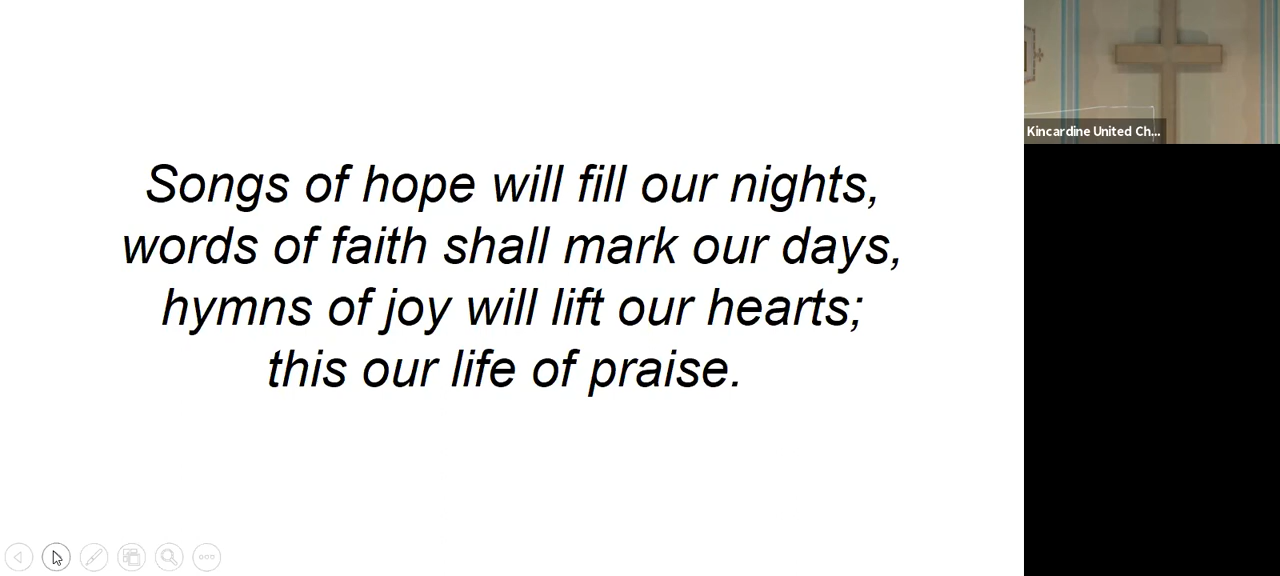 Songs of hope will fill our nights,
words of faith shall mark our days,
hymns of joy will lift our hearts;
this our life of praise.
Kincardine United Ch...